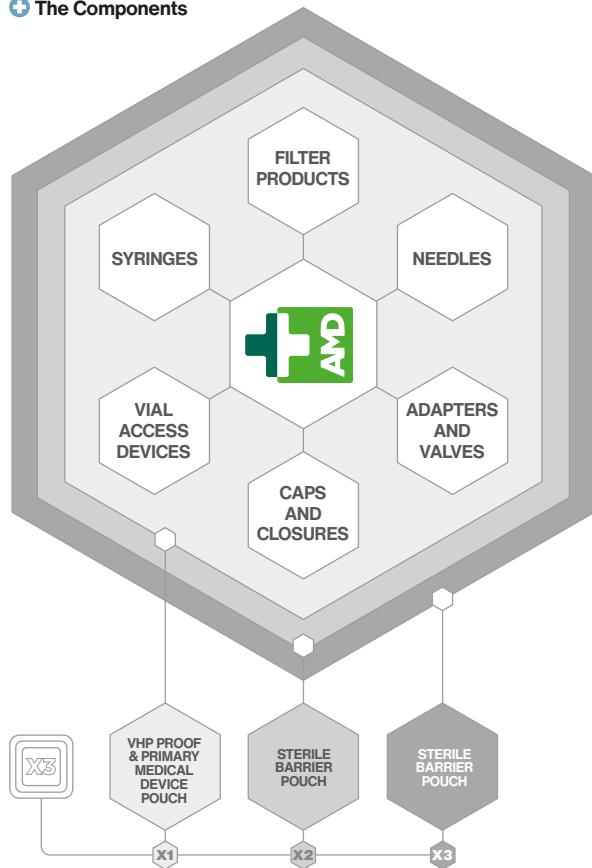 The Components
FILTER
PRODUCTS
SYRINGES
NEEDLES
AMD
VIAL
ACCESS
DEVICES
ADAPTERS
AND
VALVES
CAPS
AND
CLOSURES
VHP PROOF
& PRIMARY
MEDICAL
DEVICE
POUCH
STERILE
BARRIER
POUCH
STERILE
BARRIER
POUCH
X3
X1
X2
X3